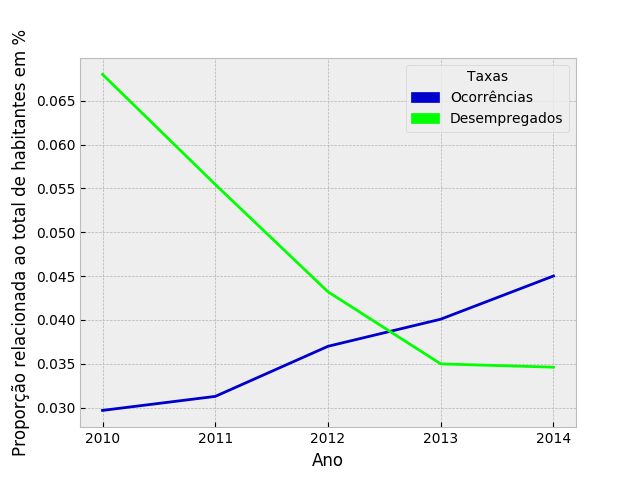 Proporção relacionada ao total de habitantes em %
Taxas
Ocorrências
Desempregados
0.065
0.060
0.055
0.050
0.045
0.040
0.035
0.030
2010 2011 2012 2013 2014
Ano